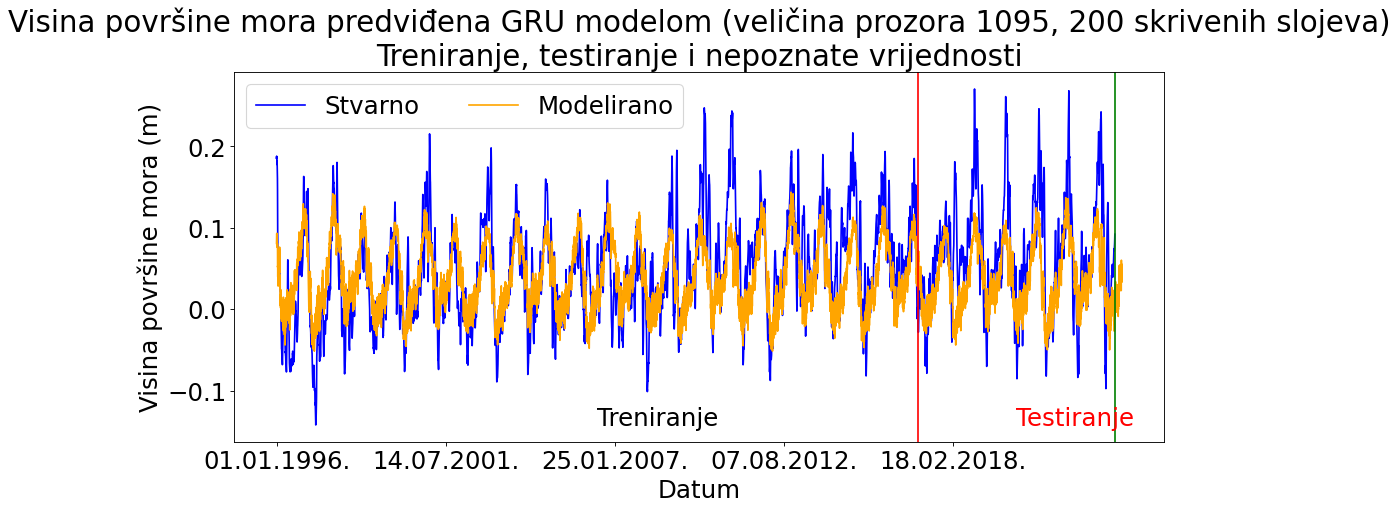 Visina površine mora predviđena GRU modelom (veličina prozora 1095, 200 skrivenih slojeva)
Treniranje, testiranje i nepoznate vrijednosti
Stvarno
Modelirano
Visina površine mora (m)
0.2
0.1
0.0
−0.1
Treniranje
Testiranje
01.01.1996.
14.07.2001.
25.01.2007.
07.08.2012.
18.02.2018.
Datum